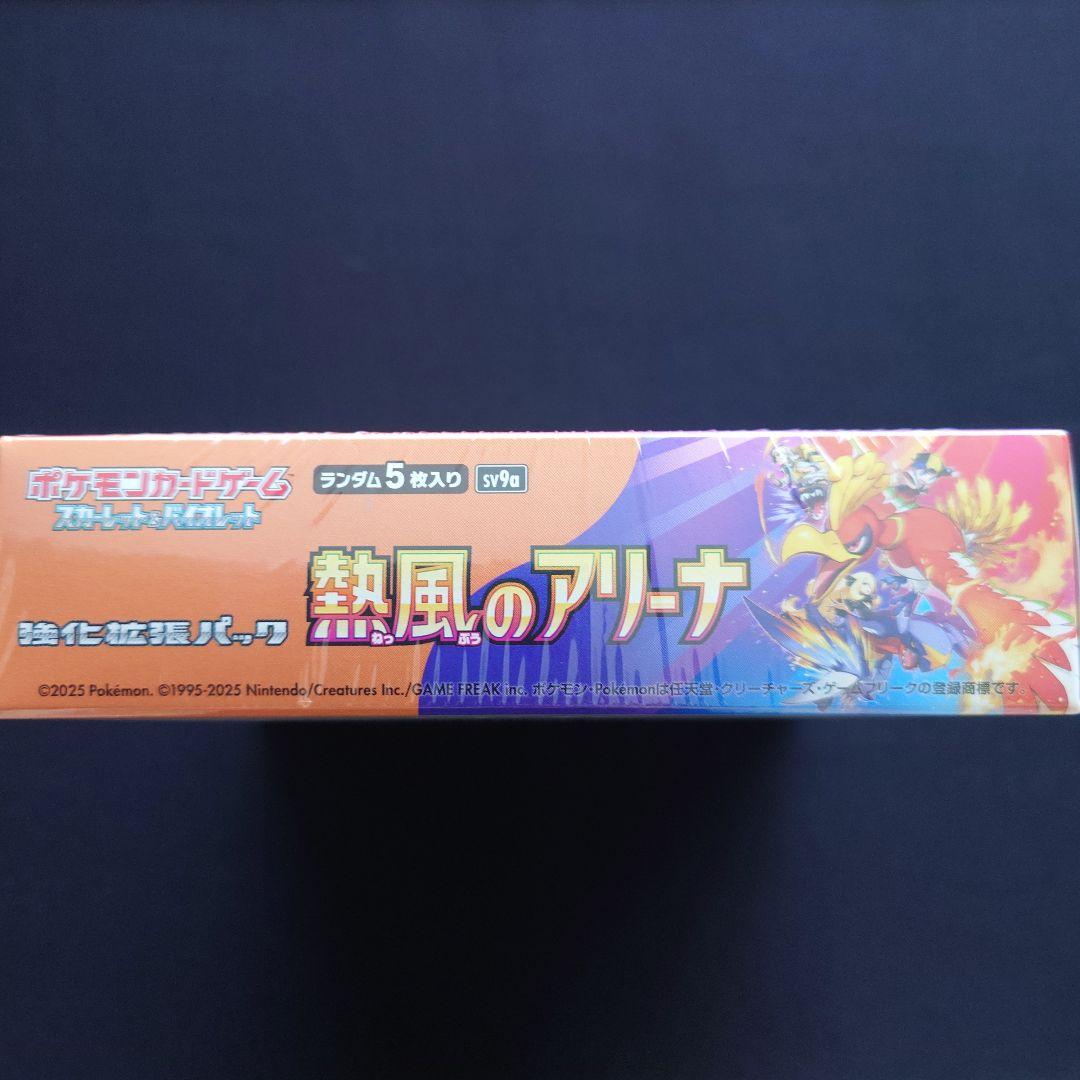 ポケモンカードゲーム
スカーレット&バイオレット
ランダム5枚入り
sv9a
強化拡張パック
熱風のアリーナ
ねっ ぷう
©2025 Pokémon. ©1995-2025 Nintendo/Creatures Inc./GAME FREAK inc. ポケモン・Pokémonは任天堂・クリーチャーズ・ゲームフリークの登録商標です。